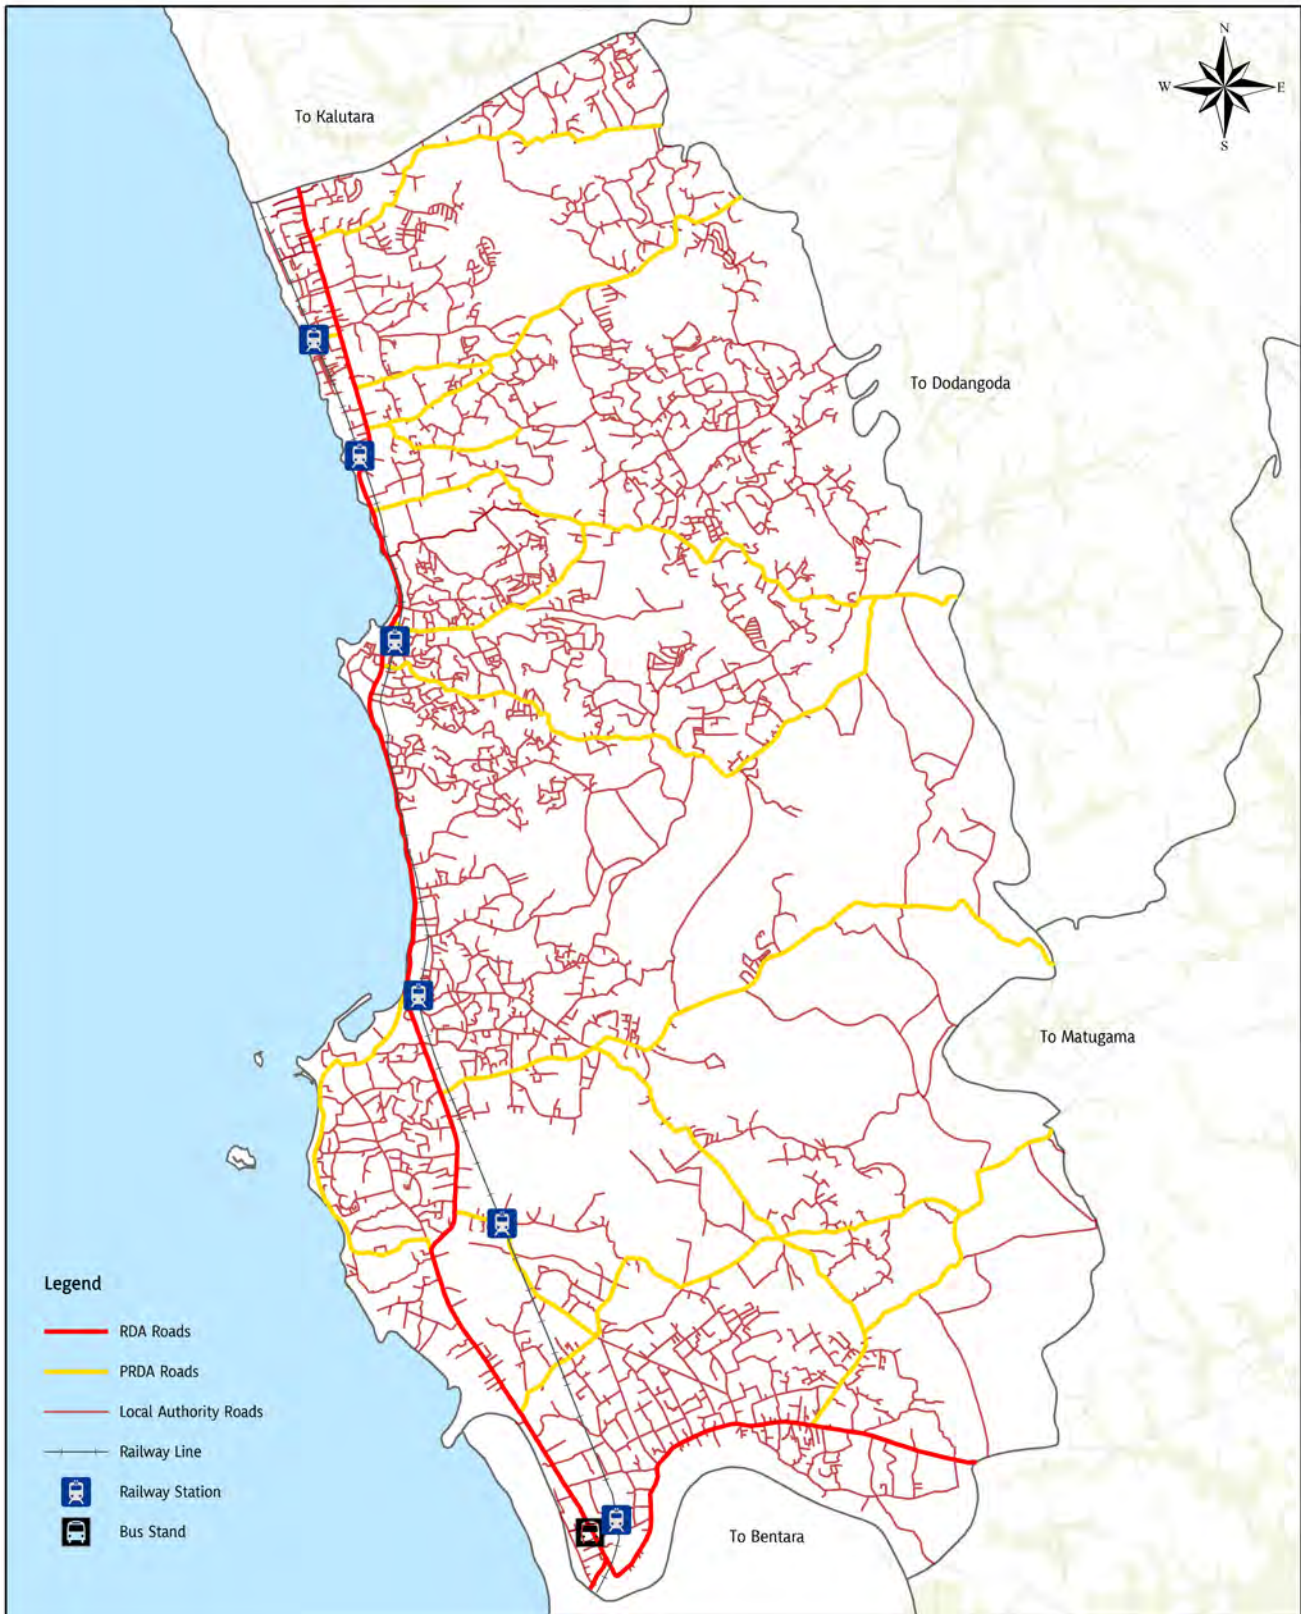 N
W
E
S
To Kalutara
To Dodangoda
To Matugama
Legend
RDA Roads
PRDA Roads
Local Authority Roads
Railway Line
Railway Station
Bus Stand
To Bentara